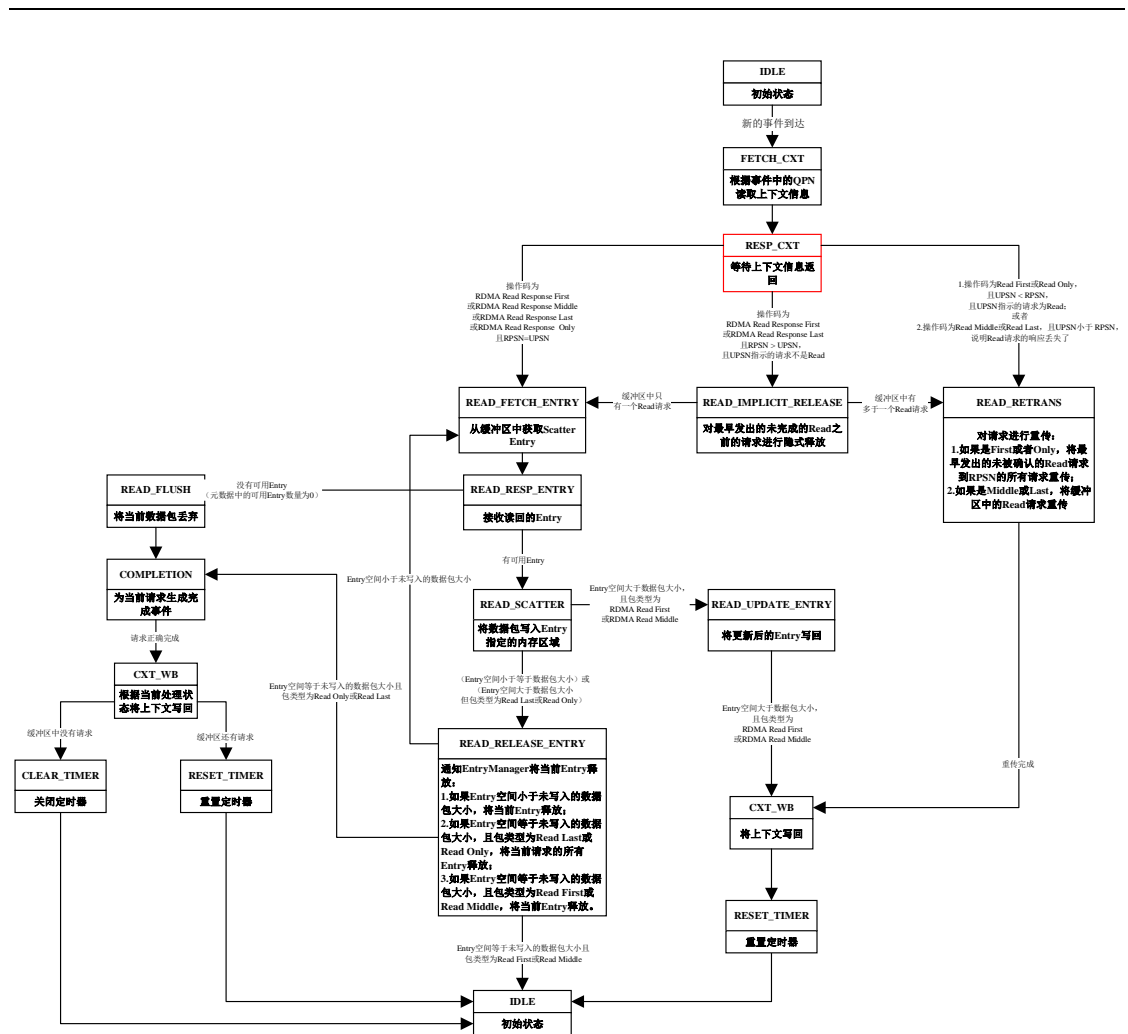 IDLE
初始状态
新的事件到达
FETCH_CXT
根据事件中的QPN
读取上下文信息
RESP_CXT
等待上下文信息返
回
操作码为
RDMA Read Response First
或RDMA Read Response Middle
或RDMA Read Response Last
或RDMA Read Response Only
且RPSN=UPSN
操作码为
RDMA Read Response First
或RDMA Read Response Last
且RPSN > UPSN,
且UPSN指示的请求不是Read
1.操作码为Read First或Read Only,
且UPSN < RPSN,
且UPSN指示的请求为Read;
或者
2.操作码为Read Middle或Read Last，且UPSN小于 RPSN,
说明Read请求的响应丢失了
READ_FETCH_ENTRY
从缓冲区中获取Scatter
Entry
缓冲区中只
有一个Read请求
READ_IMPLICIT_RELEASE
对最早发出的未完成的Read之
前的请求进行隐式释放
缓冲区中有
多于一个Read请求
READ_RETRANS
对请求进行重传：
1.如果是First或者Only，将最
早发出的未被确认的Read请求
到RPSN的所有请求重传；
2.如果是Middle或Last，将缓冲
区中的Read请求重传
READ_FLUSH
将当前数据包丢弃
没有可用Entry
（元数据中的可用Entry数量为0）
READ_RESP_ENTRY
接收读回的Entry
有可用Entry
COMPLETION
为当前请求生成完
成事件
Entry空间小于未写入的数据包大小
READ_SCATTER
将数据包写入Entry
指定的内存区域
Entry空间大于数据包大小，
且包类型为
RDMA Read First
或RDMA Read Middle
READ_UPDATE_ENTRY
将更新后的Entry写回
请求正确完成
CXT_WB
根据当前处理状
态将上下文写回
Entry空间等于未写入的数据包大小且
包类型为Read Only或Read Last
（Entry空间小于等于数据包大小）或
（Entry空间大于数据包大小
但包类型为Read Last或Read Only）
Entry空间大于数据包大小，
且包类型为
RDMA Read First
或RDMA Read Middle
缓冲区中没有请求
缓冲区还有请求
CLEAR_TIMER
关闭定时器
RESET_TIMER
重置定时器
READ_RELEASE_ENTRY
通知EntryManager将当前Entry释
放：
1.如果Entry空间小于未写入的数据
包大小，将当前Entry释放；
2.如果Entry空间等于未写入的数据
包大小，且包类型为Read Last或
Read Only，将当前请求的所有
Entry释放；
3.如果Entry空间等于未写入的数据
包大小，且包类型为Read First或
Read Middle，将当前Entry释放。
重传完成
CXT_WB
将上下文写回
RESET_TIMER
重置定时器
Entry空间等于未写入的数据包大小且
包类型为Read First或Read Middle
IDLE
初始状态